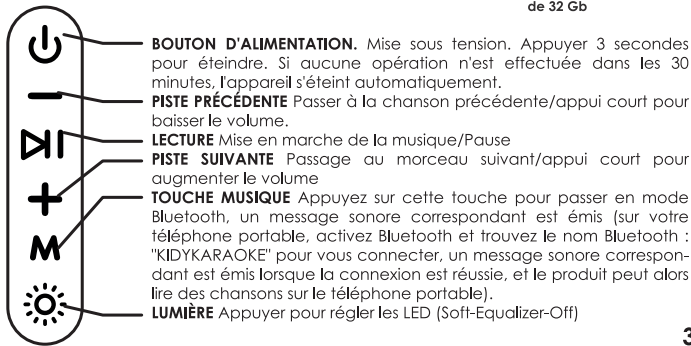 de 32 Gb
BOUTON D'ALIMENTATION. Mise sous tension. Appuyer 3 secondes
pour éteindre. Si aucune opération n'est effectuée dans les 30
minutes, l'appareil s'éteint automatiquement.
PISTE PRÉCÉDENTE Passer à la chanson précédente/appui court pour
baisser le volume.
LECTURE Mise en marche de la musique/Pause
PISTE SUIVANTE Passage au morceau suivant/appui court pour
augmenter le volume
TOUCHE MUSIQUE Appuyez sur cette touche pour passer en mode
Bluetooth, un message sonore correspondant est émis (sur votre
téléphone portable, activez Bluetooth et trouvez le nom Bluetooth :
"KIDYKARAOKE" pour vous connecter, un message sonore correspon-
dant est émis lorsque la connexion est réussie, et le produit peut alors
lire des chansons sur le téléphone portable).
M
LUMIÈRE Appuyer pour régler les LED (Soft-Equalizer-Off)
3